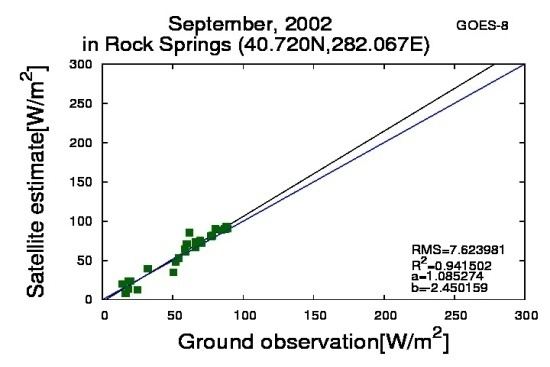 September, 2002
GOES-8
in Rock Springs (40.720N,282.067E)
Satellite estimate[W/m²]
300
250
200
150
100
50
0
RMS=7.623981
R²=0.941502
a=1.085274
b=-2.450159
0 50 100 150 200 250 300
Ground observation[W/m²]